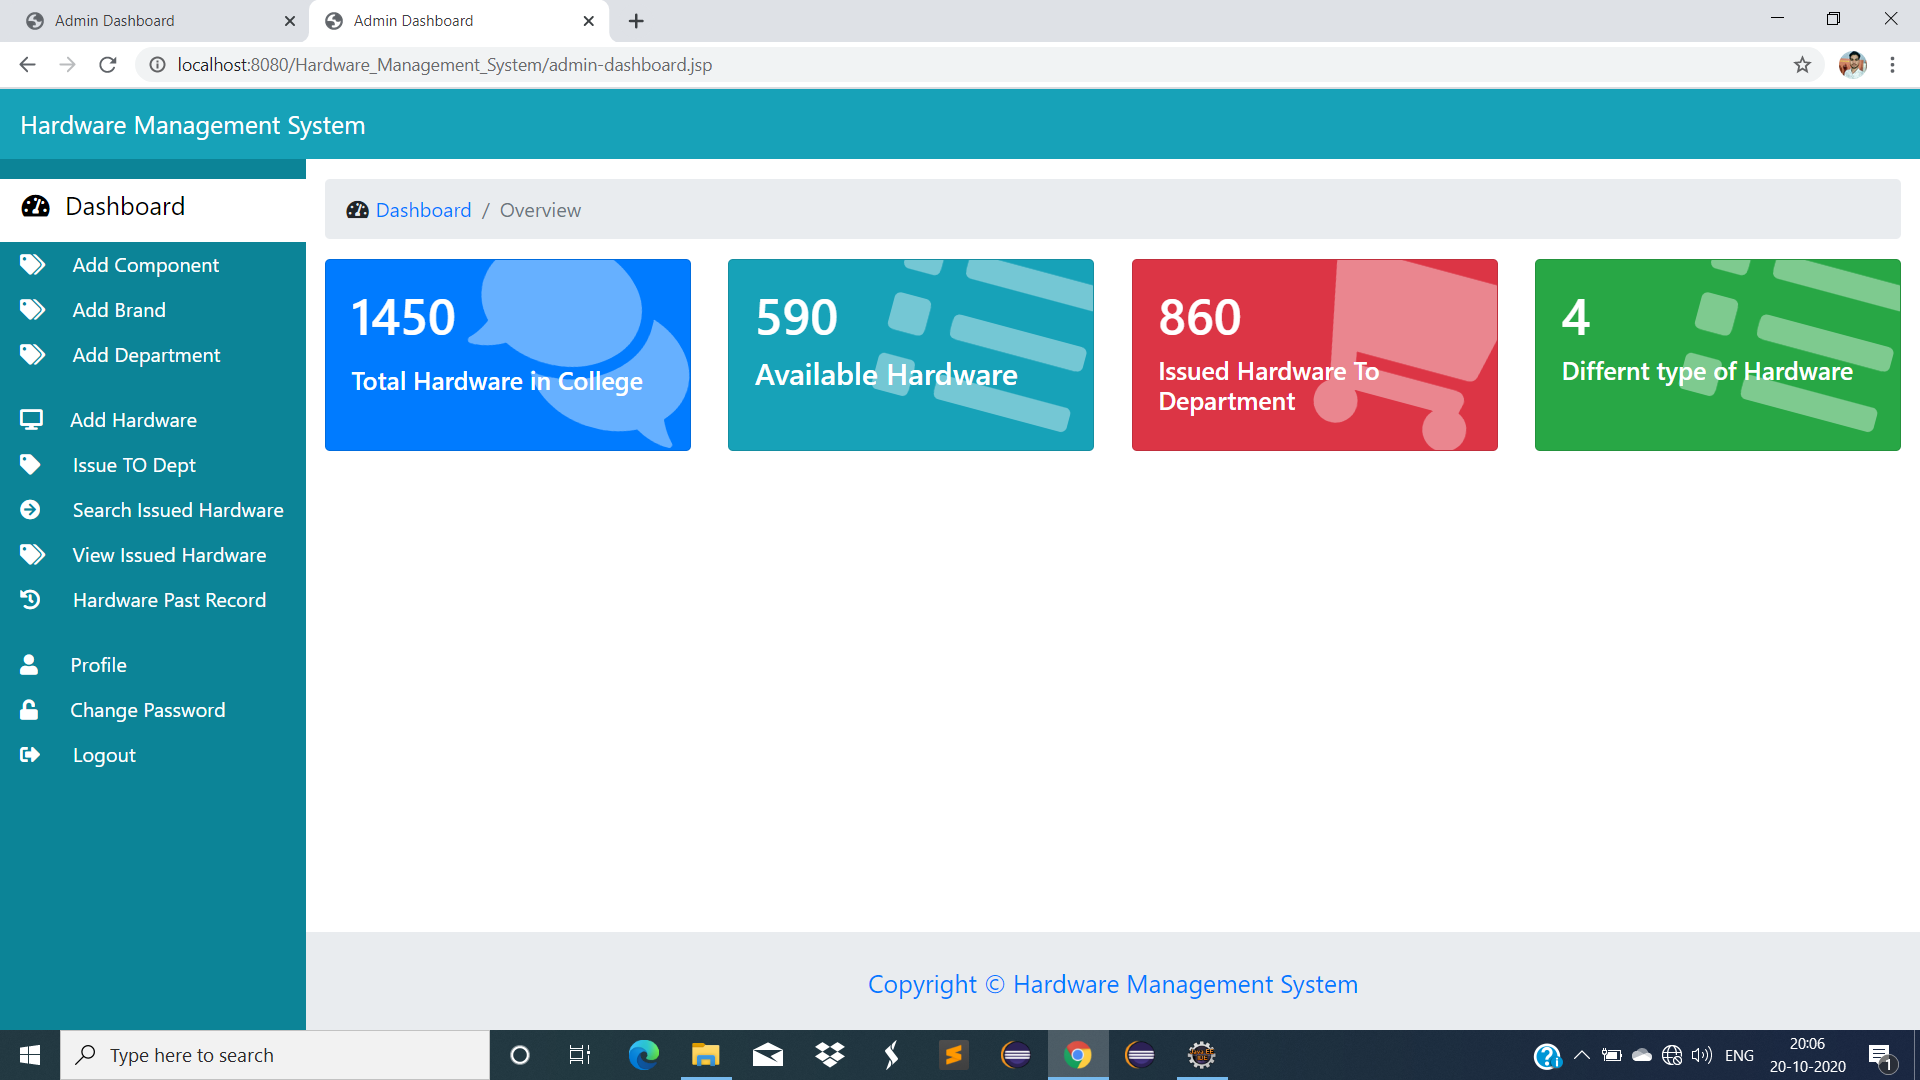 Admin Dashboard
Admin Dashboard
localhost:8080/Hardware_Management_System/admin-dashboard.jsp
Hardware Management System
Dashboard
Add Component
Add Brand
Add Department
Add Hardware
Issue TO Dept
Search Issued Hardware
View Issued Hardware
Hardware Past Record
Profile
Change Password
Logout
Dashboard / Overview
1450
Total Hardware in College
590
Available Hardware
860
Issued Hardware To
Department
4
Differnt type of Hardware
Copyright © Hardware Management System
Type here to search
ENG
20:06
20-10-2020
1